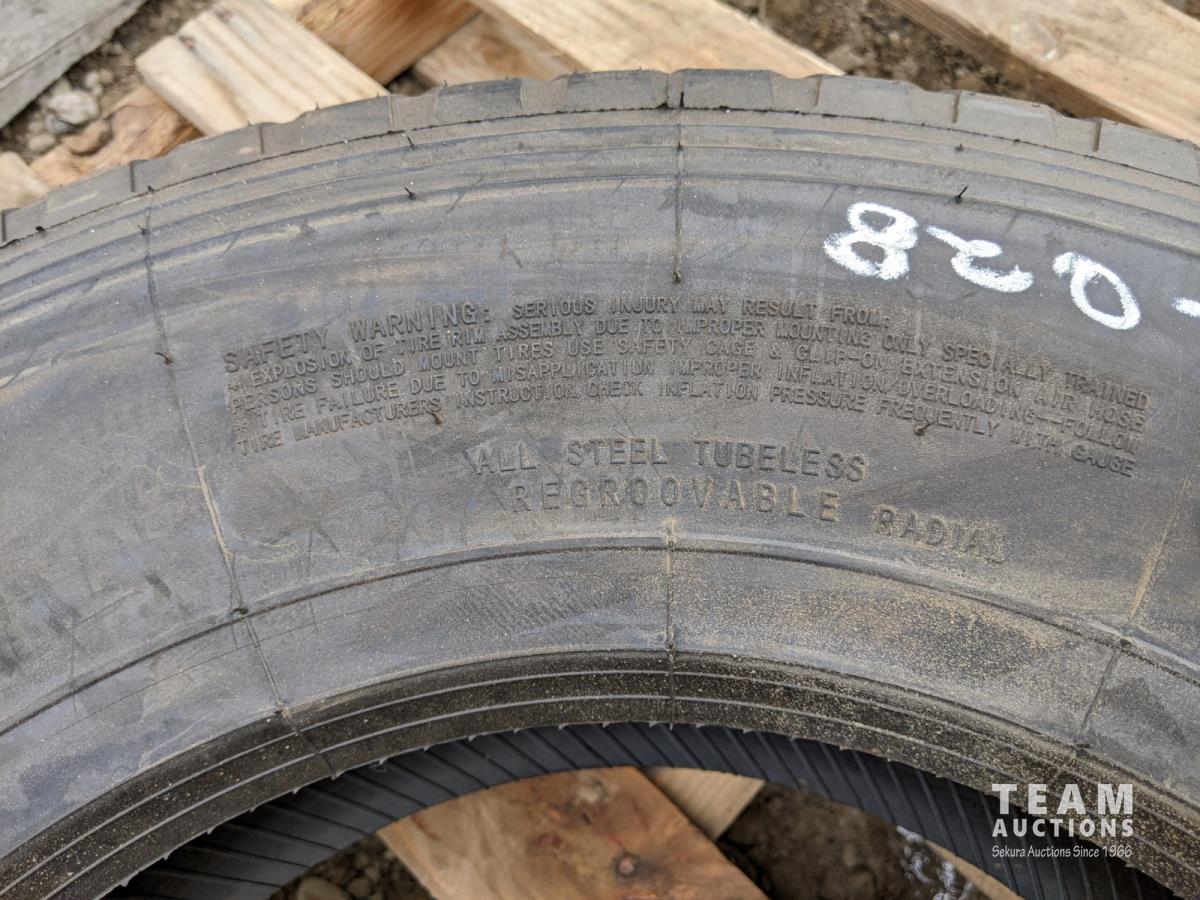 820-
SAFETY WARNING: SERIOUS INJURY MAY RESULT FROM:
* EXPLOSION OF TIRE RIM ASSEMBLY DUE TO IMPROPER MOUNTING ONLY SPECIALLY TRAINED
PERSONS SHOULD MOUNT TIRES USE SAFETY CAGE & CLIP-ON EXTENSION AIR HOSE
* TIRE FAILURE DUE TO MISAPPLICATION IMPROPER INFLATION/OVERLOADING—FOLLOW
TIRE MANUFACTURERS INSTRUCTION. CHECK INFLATION PRESSURE FREQUENTLY WITH GAUGE
ALL STEEL TUBELESS
REGROOVABLE RADIAL
TEAM
AUCTIONS
Sekura Auctions Since 1966